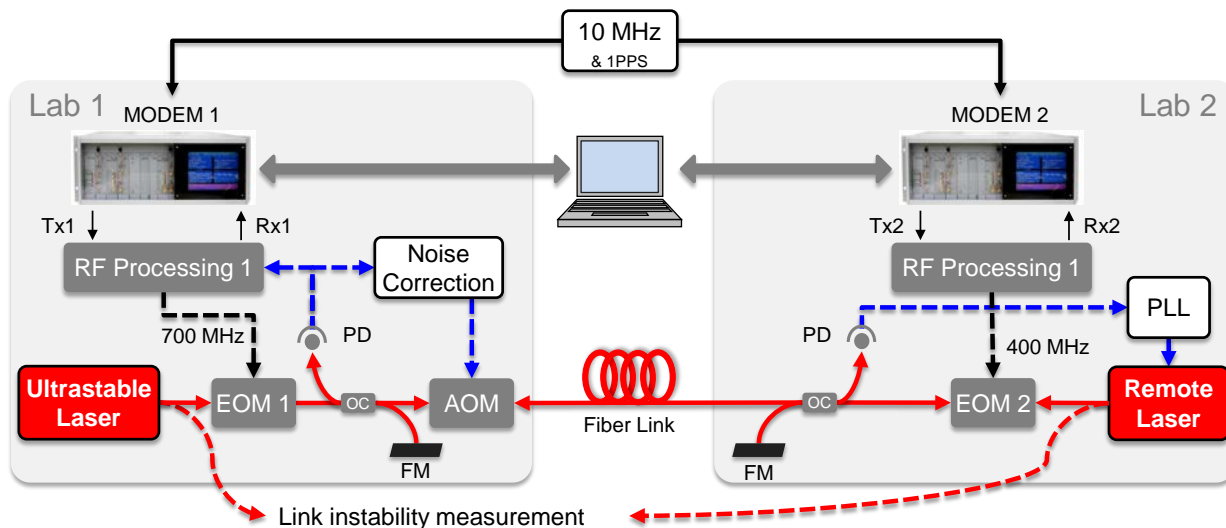 10 MHz
& 1PPS
Lab 1
Lab 2
MODEM 1
MODEM 2
Tx1
Rx1
Tx2
Rx2
RF Processing 1
Noise
Correction
RF Processing 1
PLL
700 MHz
PD
PD
400 MHz
Ultrastable
Laser
EOM 1
OC
AOM
Fiber Link
OC
EOM 2
Remote
Laser
FM
FM
Link instability measurement